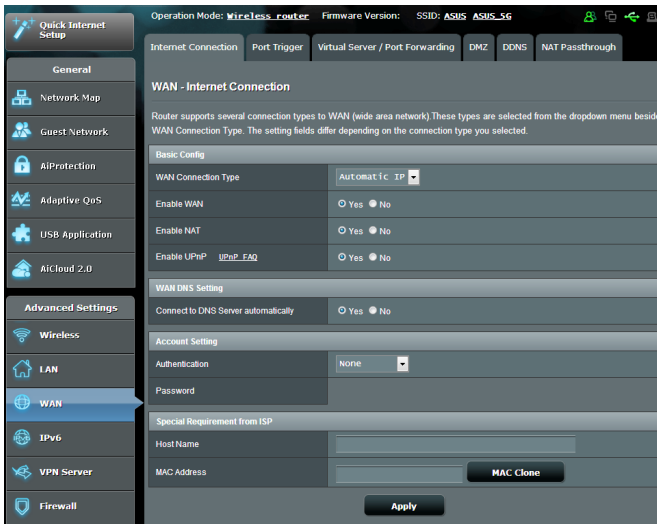 Quick Internet
Setup
Operation Mode: Wireless router Firmware Version: SSID: ASUS ASUS_5G
Internet Connection Port Trigger Virtual Server / Port Forwarding DMZ DDNS NAT Passthrough
General
Network Map
Guest Network
AiProtection
Adaptive QoS
USB Application
AiCloud 2.0
Advanced Settings
Wireless
LAN
WAN
IPv6
VPN Server
Firewall
WAN - Internet Connection
Router supports several connection types to WAN (wide area network).These types are selected from the dropdown menu besid
WAN Connection Type. The setting fields differ depending on the connection type you selected.
Basic Config
WAN Connection Type Automatic IP
Enable WAN Yes No
Enable NAT Yes No
Enable UPnP UPnP FAQ Yes No
WAN DNS Setting
Connect to DNS Server automatically Yes No
Account Setting
Authentication None
Password
Special Requirement from ISP
Host Name
MAC Address MAC Clone
Apply